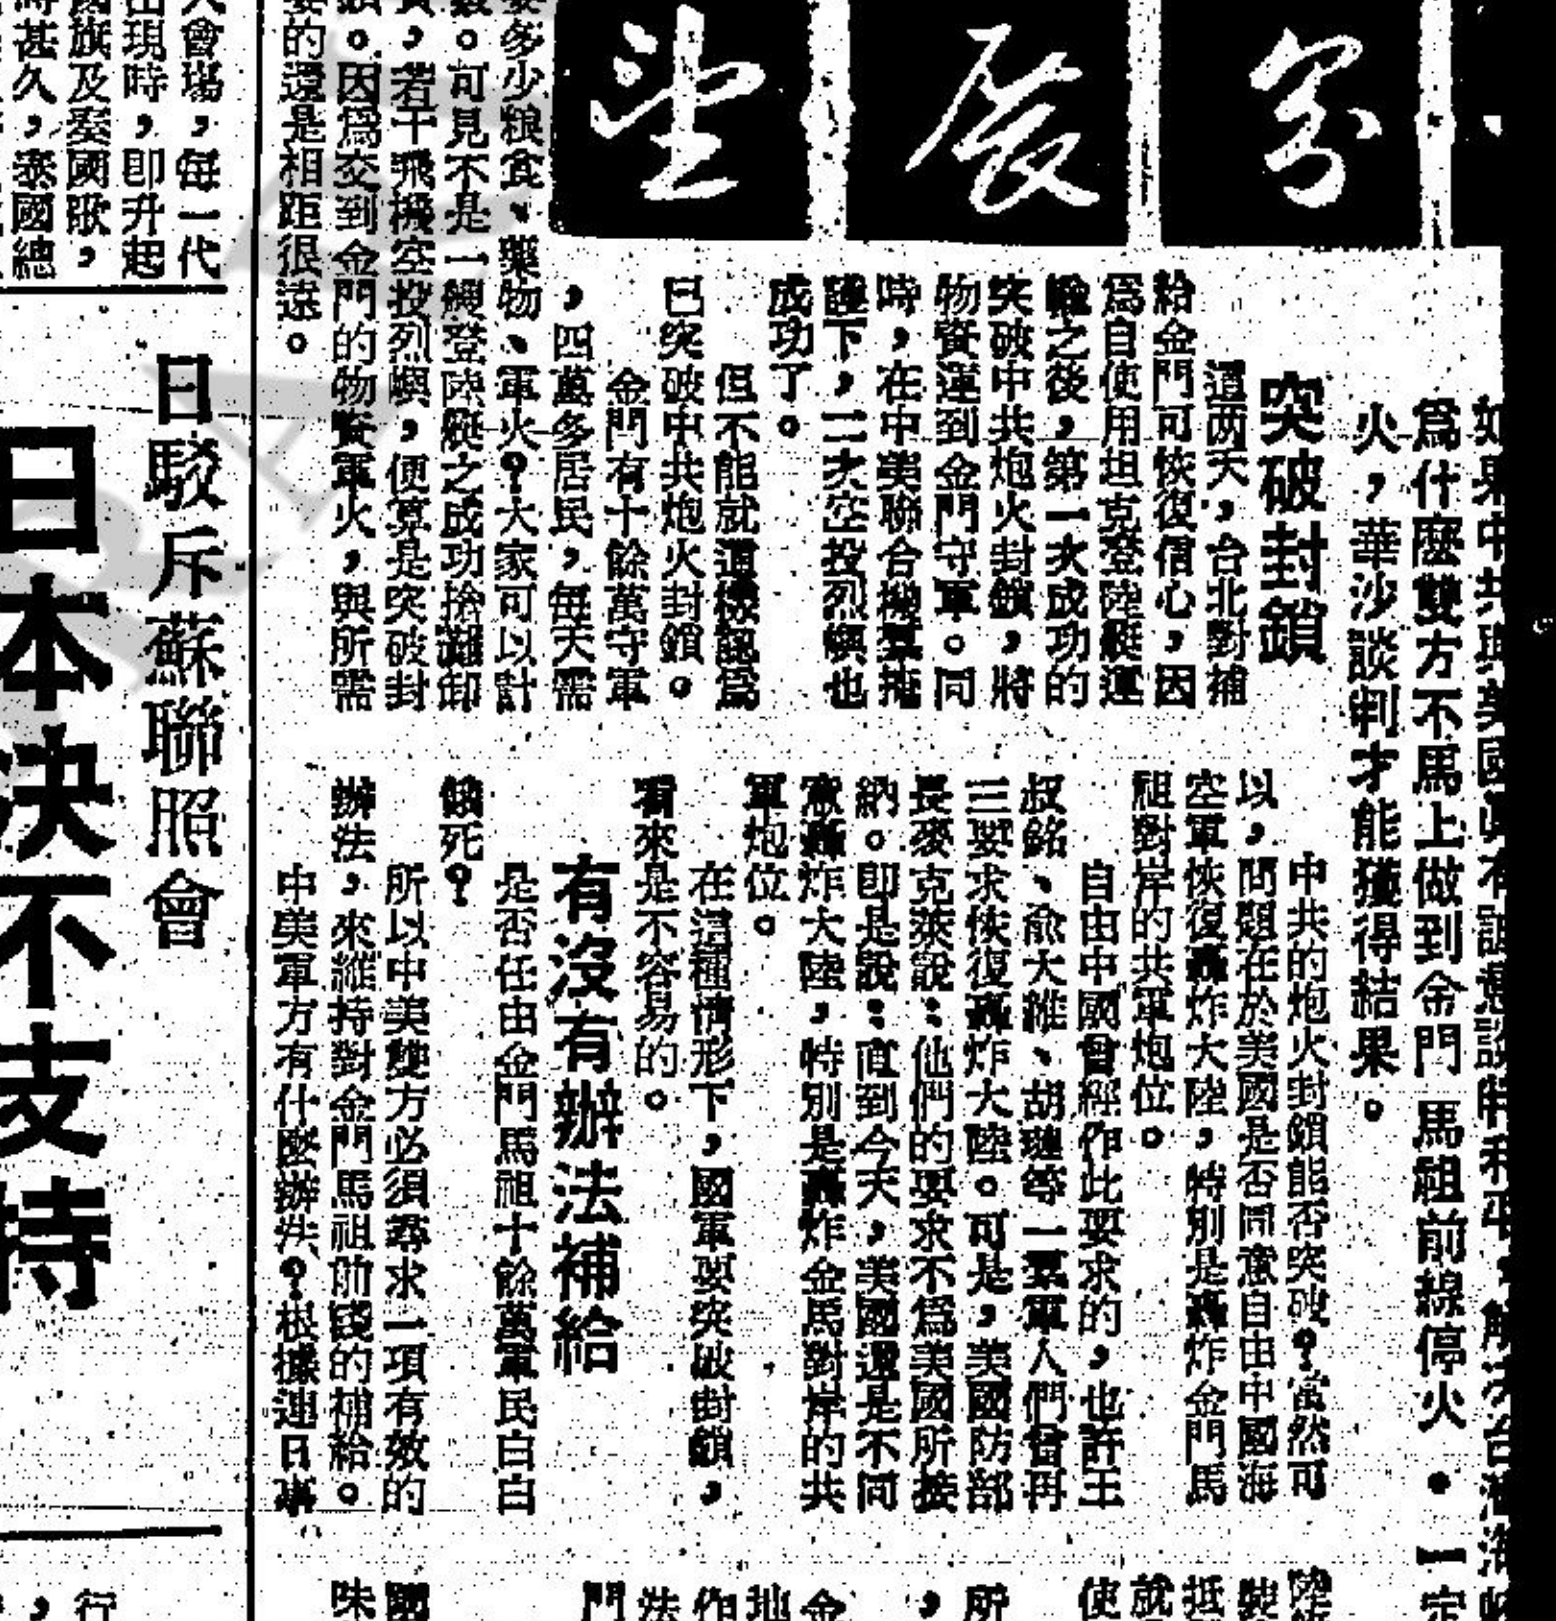 分展望
為什麼雙方不馬上做到金門 馬祖前線停火·一定
火，華沙談判才能獲得結果。
突破封鎖
這两天，台北對補
給金門可恢復信心，因
爲自使用坦克登陸艇運
輸之後，第一次成功的
突破中共炮火封鎖，將
物資運到金門守軍。同
時，在中美聯合機羣掩
護下，二次空投烈嶼也
成功了。
但不能就這樣認爲
已突破中共炮火封鎖。
金門有十餘萬守軍
，四萬多居民，每天需
要多少粮食、藥物、軍火？大家可以計
。可見不是一艘登陸艇之成功搶灘卸
，若干飛機空投烈嶼，便算是突破封
鎖。因爲交到金門的物資軍火，與所需
要的還是相距很遠。
中共的炮火封鎖能否突破？當然可
以，問題在於美國是否同意自由中國海
空軍恢復轟炸大陸，特別是轟炸金門馬
祖對岸的共軍炮位。
自由中國曾經作此要求的，也許王
叔銘、俞大維、胡璉等一羣軍人們曾再
三要求恢復轟炸大陸。可是，美國防部
長麥克萊說：他們的要求不爲美國所接
納。即是說：直到今天，美國還是不同
意轟炸大陸，特別是轟炸金馬對岸的共
軍炮位。
在這種情形下，國軍要突破封鎖，
看來是不容易的。
有沒有辦法補給
是否任由金門馬祖十餘萬軍民白白
餓死？
所以中美雙方必須尋求一項有效的
辦法，來維持對金門馬祖前綫的補給。
中美軍方有什麼辦法？根據連日事
大會場，每一代
出現時，即升起
國旗及奏國歌，
時甚久，泰國總
日駁斥蘇聯照會
日本決不支持